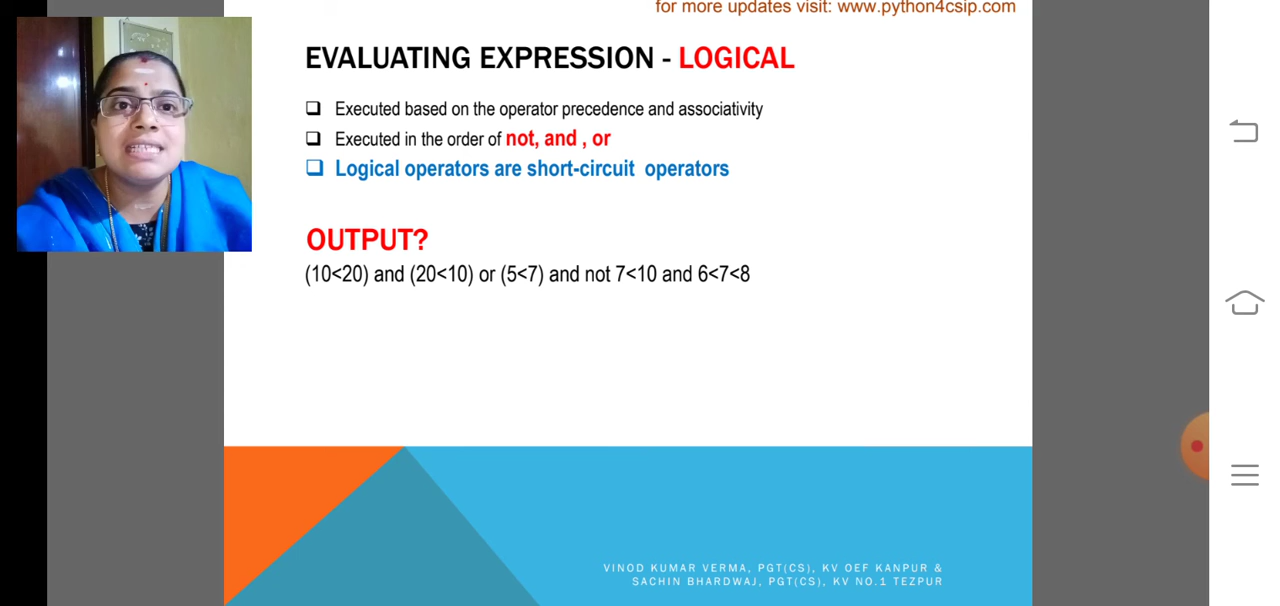 for more updates visit: www.python4csip.com
EVALUATING EXPRESSION - LOGICAL
Executed based on the operator precedence and associativity
Executed in the order of not, and , or
Logical operators are short-circuit operators
OUTPUT?
(10<20) and (20<10) or (5<7) and not 7<10 and 6<7<8
VINOD KUMAR VERMA, PGT(CS), KV OEF KANPUR &
SACHIN BHARDWAJ, PGT(CS), KV NO.1 TEZPUR